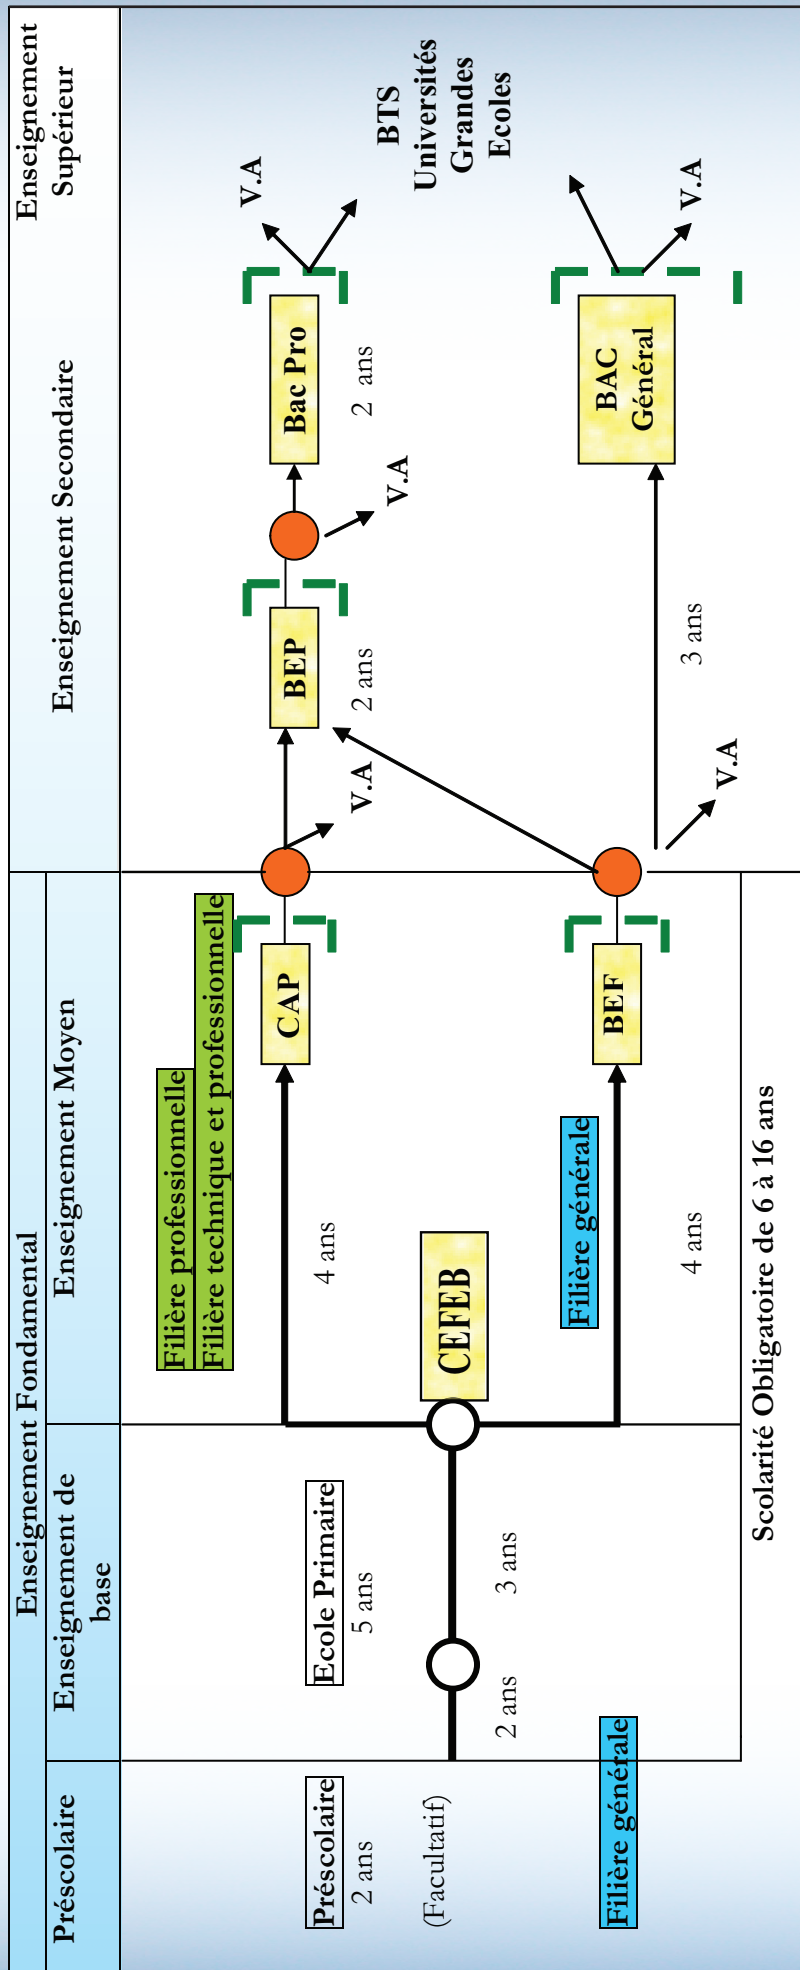 Enseignement Fondamental
Enseignement
Supérieur
Préscolaire
Enseignement de
base
Enseignement Moyen
Enseignement Secondaire
Filière professionnelle
Filière technique et professionnelle
Préscolaire
2 ans
(Facultatif)
Ecole Primaire
5 ans
2 ans
3 ans
CEFEB
4 ans
CAP
V.A
BEP
2 ans
V.A
Bac Pro
2 ans
V.A
BTS
Universités
Grandes
Ecoles
Filière générale
Filière générale
4 ans
BEF
V.A
3 ans
BAC
Général
V.A
Scolarité Obligatoire de 6 à 16 ans